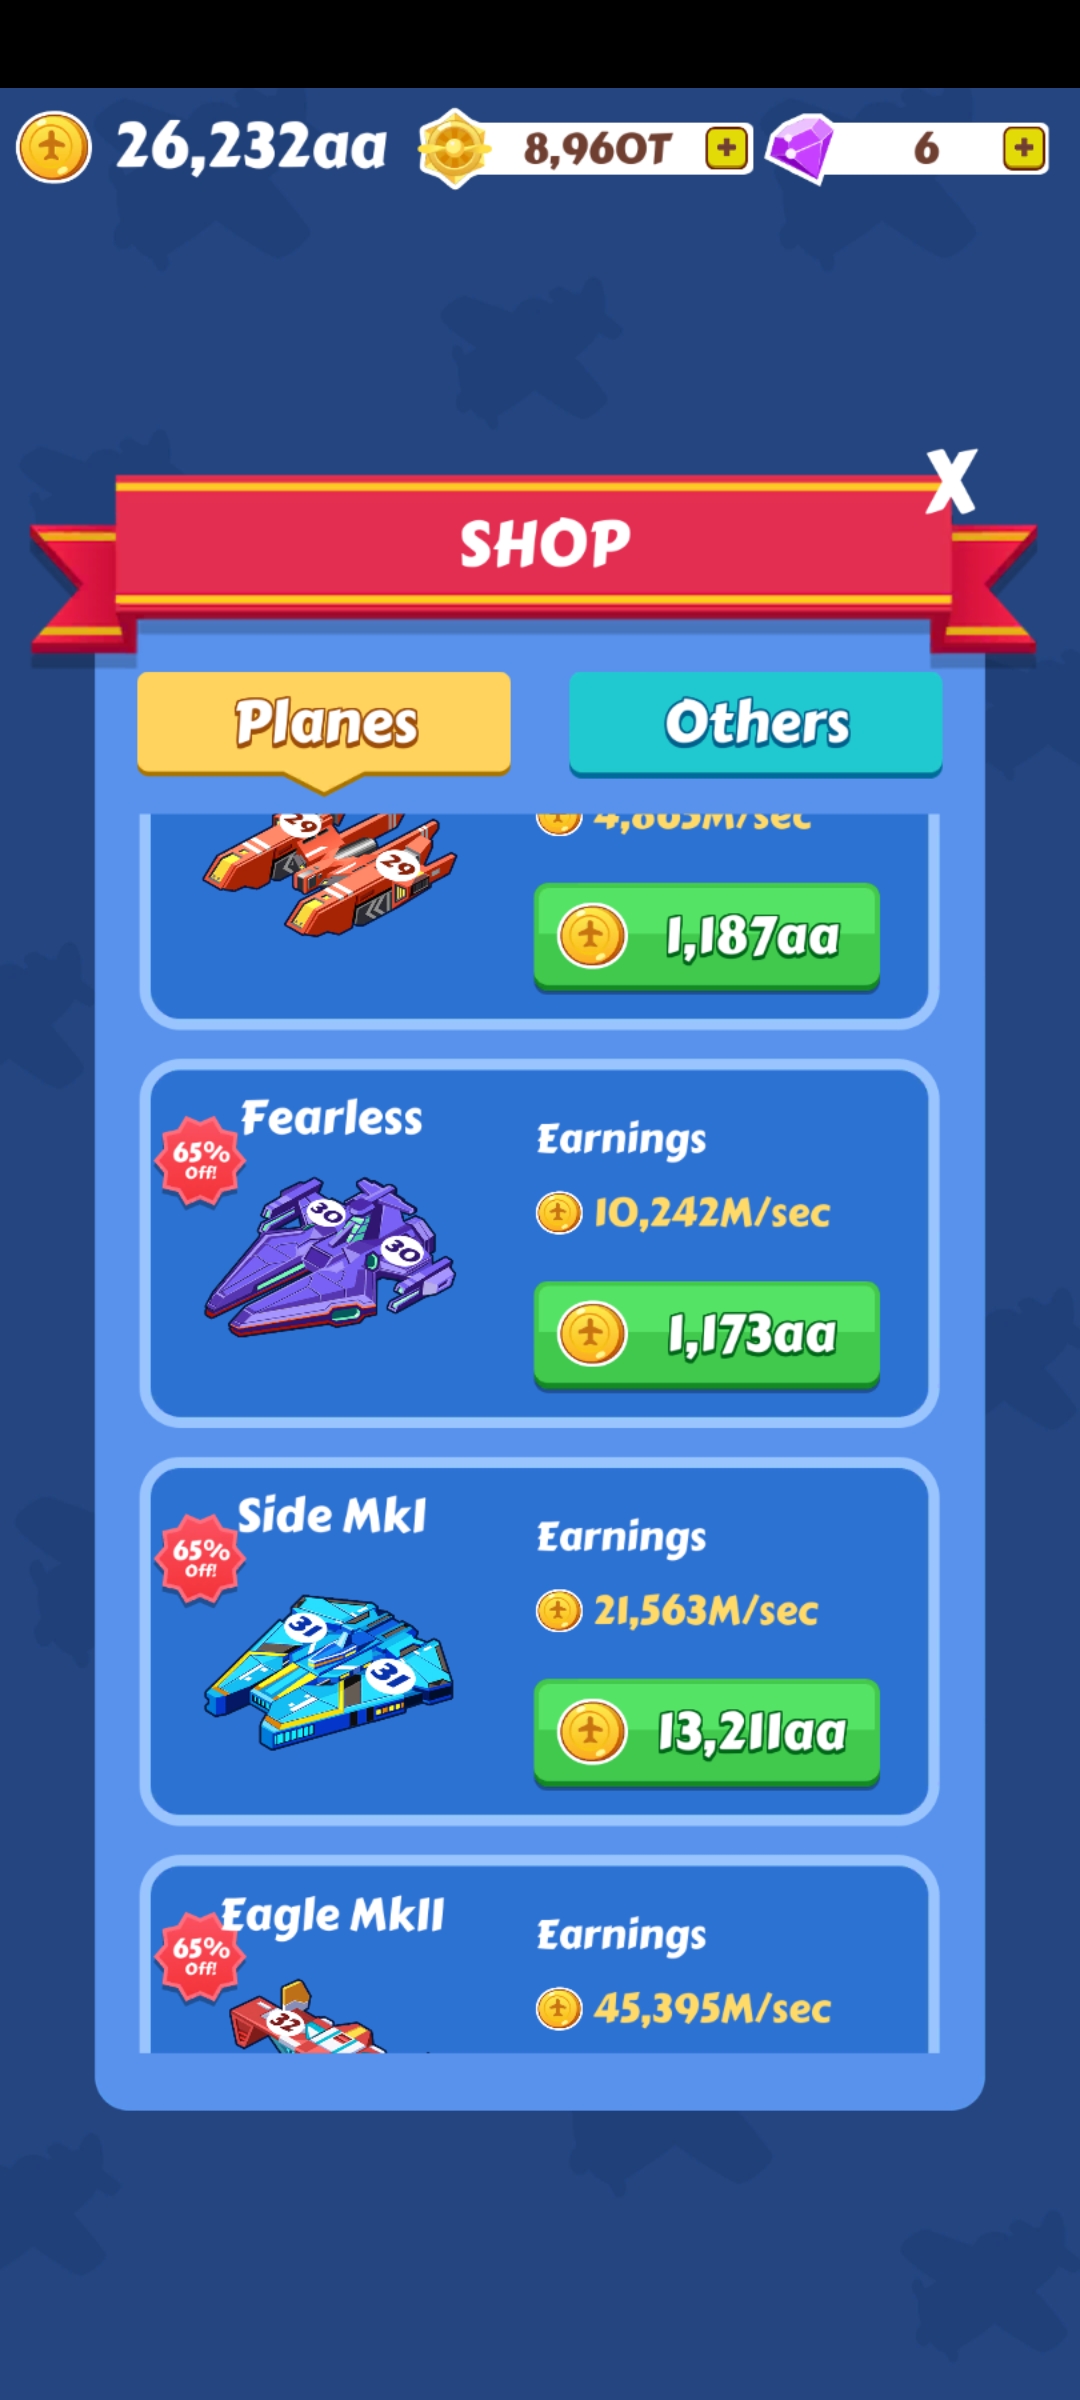 26,232aa 8,960T + 6 +
X
SHOP
Planes Others
29 29
1,187aa
Fearless
65% Off!
30 30
Earnings
10,242M/sec
1,173aa
Side MkI
65% Off!
31 31
Earnings
21,563M/sec
13,211aa
Eagle MkII
65% Off!
32
Earnings
45,395M/sec